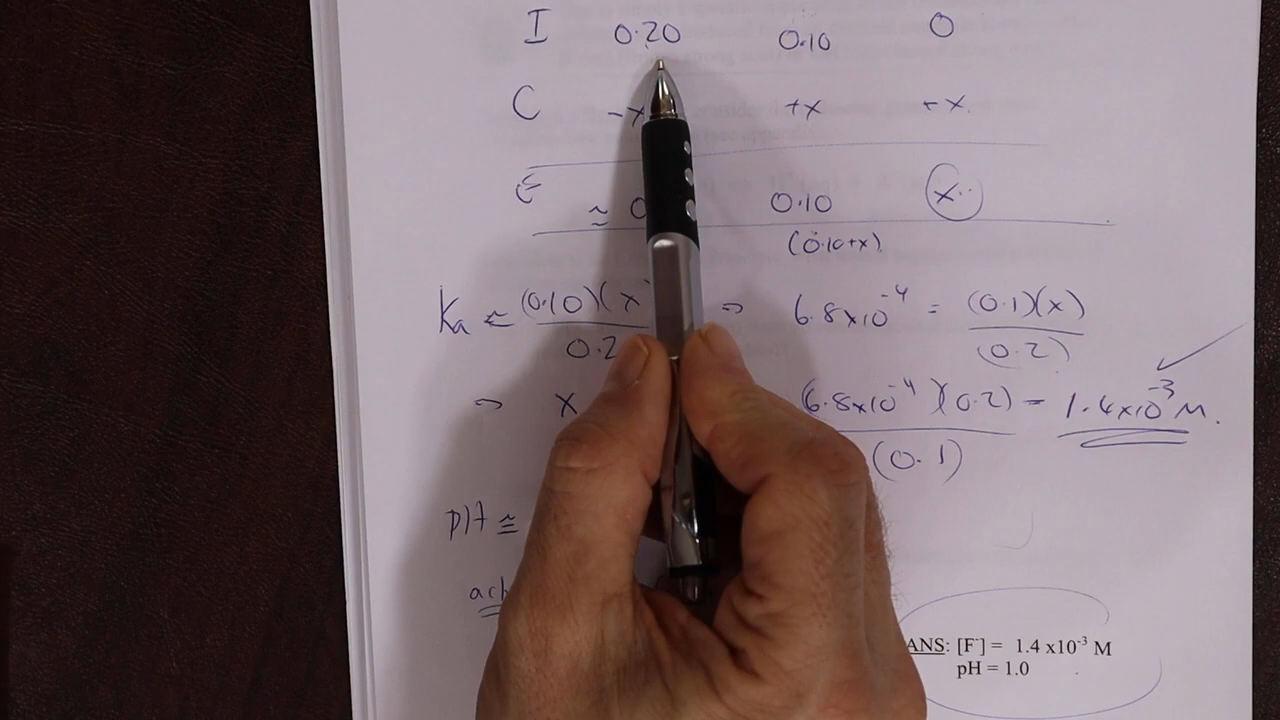 I 0.20 0.10 0
C -x +x +x
E ≃ 0 0.10 x
(0.10+x)
Ka = (0.10)(x / 0.2 ⇒ 6.8x10⁻⁴ = (0.1)(x) / (0.2)
⇒ x (6.8x10⁻⁴)(0.2) / (0.1) = 1.4x10⁻³ M.
pH ≅
ANS: [F⁻] = 1.4 x10⁻³ M
pH = 1.0